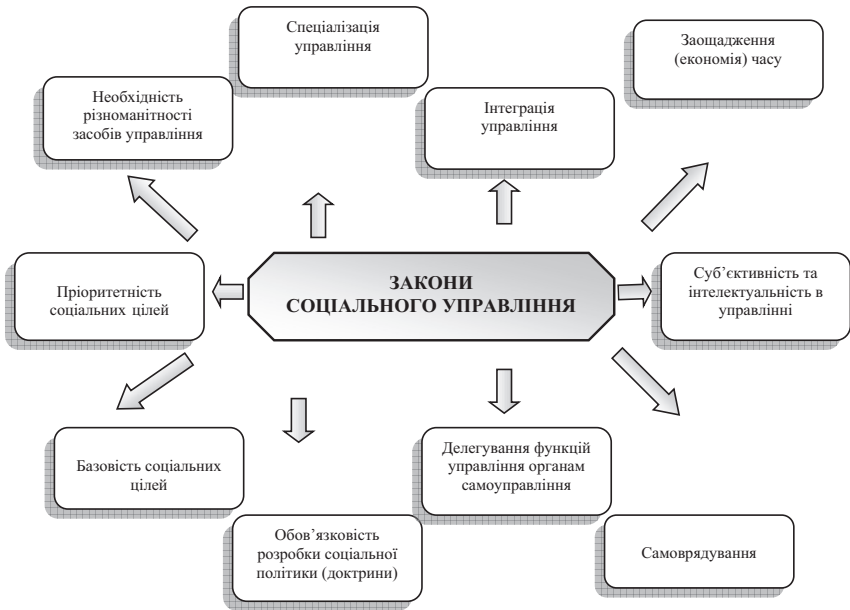 Спеціалізація
управління
Заощадження
(економія) часу
Необхідність
різноманітності
засобів управління
Інтеграція
управління
ЗАКОНИ
СОЦІАЛЬНОГО УПРАВЛІННЯ
Пріоритетність
соціальних цілей
Суб’єктивність та
інтелектуальність в
управлінні
Базовість соціальних
цілей
Делегування функцій
управління органам
самоуправління
Обов’язковість
розробки соціальної
політики (доктрини)
Самоврядування